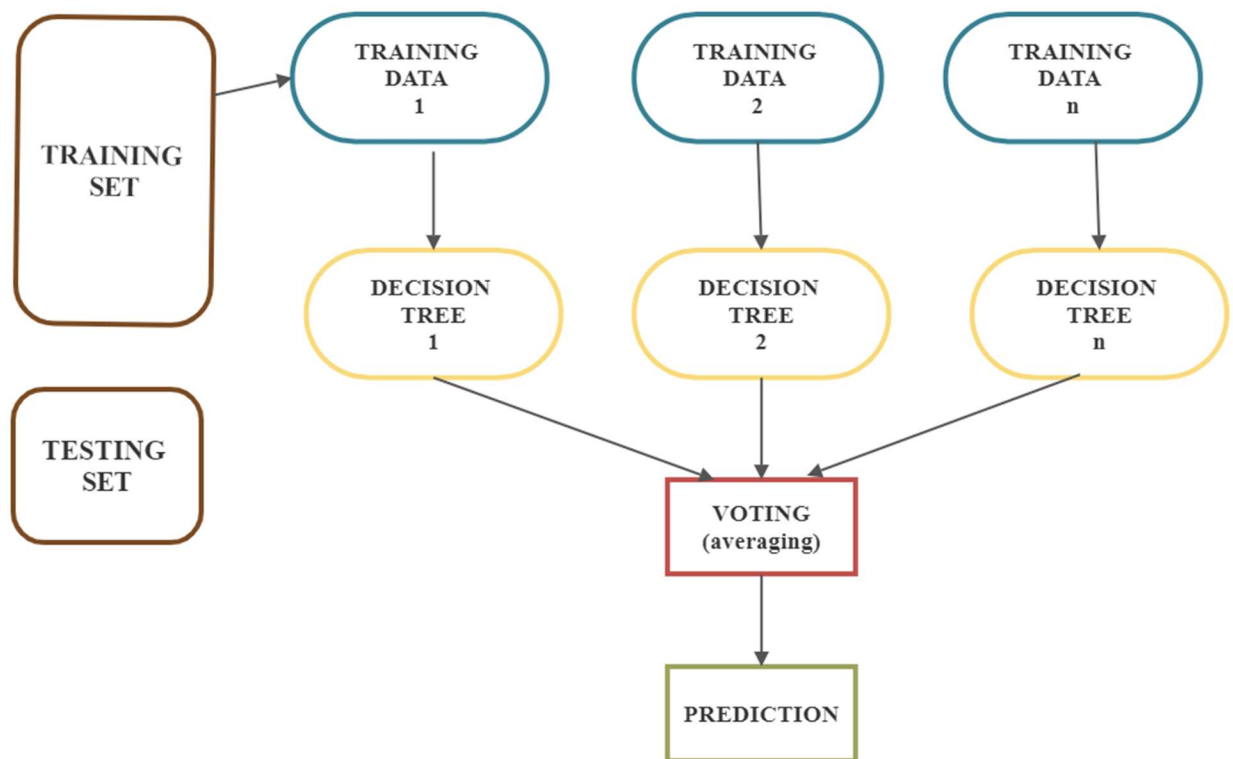 TRAINING
SET
TRAINING
DATA
1
TRAINING
DATA
2
TRAINING
DATA
n
DECISION
TREE
1
DECISION
TREE
2
DECISION
TREE
n
TESTING
SET
VOTING
(averaging)
PREDICTION